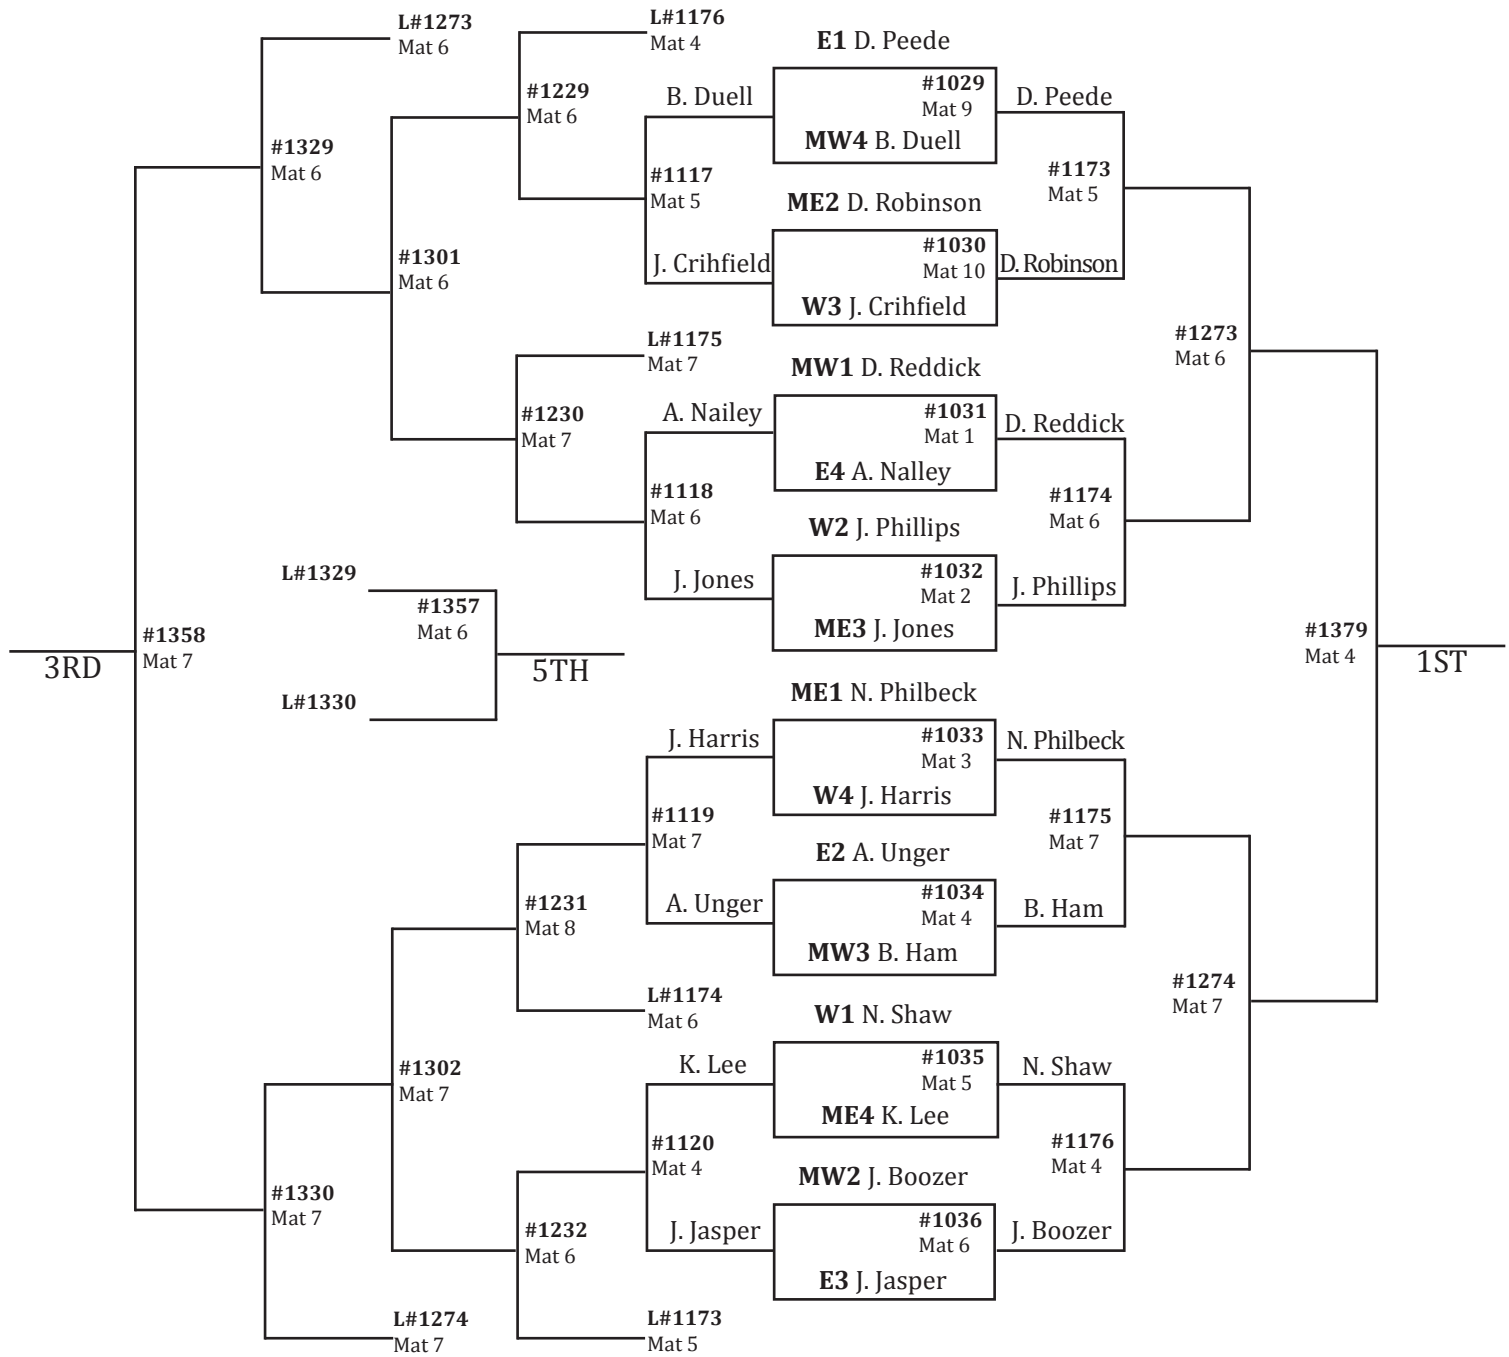 L#1273
Mat 6
L#1176
Mat 4
E1 D. Peede
#1029
Mat 9
B. Duell
D. Peede
MW4 B. Duell
#1229
Mat 6
#1329
Mat 6
#1117
Mat 5
#1173
Mat 5
ME2 D. Robinson
#1030
Mat 10
J. Crihfield
D. Robinson
W3 J. Crihfield
#1301
Mat 6
L#1175
Mat 7
#1273
Mat 6
MW1 D. Reddick
#1031
Mat 1
A. Nailey
D. Reddick
E4 A. Nalley
#1230
Mat 7
#1118
Mat 6
#1174
Mat 6
W2 J. Phillips
#1032
Mat 2
J. Jones
J. Phillips
ME3 J. Jones
L#1329
#1357
Mat 6
5TH
L#1330
#1358
Mat 7
3RD
#1379
Mat 4
1ST
ME1 N. Philbeck
#1033
Mat 3
J. Harris
N. Philbeck
W4 J. Harris
#1119
Mat 7
#1175
Mat 7
E2 A. Unger
#1034
Mat 4
A. Unger
B. Ham
MW3 B. Ham
#1231
Mat 8
L#1174
Mat 6
#1274
Mat 7
W1 N. Shaw
#1035
Mat 5
K. Lee
N. Shaw
ME4 K. Lee
#1302
Mat 7
#1120
Mat 4
#1176
Mat 4
MW2 J. Boozer
#1036
Mat 6
J. Jasper
J. Boozer
E3 J. Jasper
#1330
Mat 7
#1232
Mat 6
L#1274
Mat 7
L#1173
Mat 5